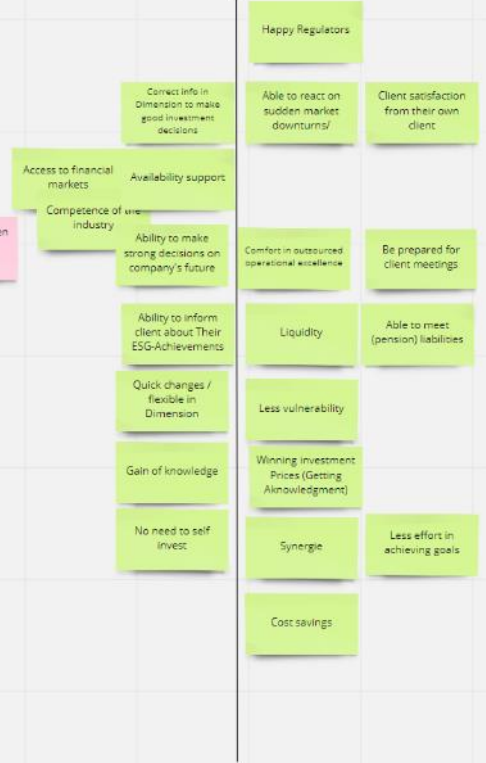 Happy Regulators
Correct info in
Dimension to make
good investment
decisions
Able to react on
sudden market
downturns/
Client satisfaction
from their own
client
Access to financial
markets
Availability support
Competence of the
industry
en
Ability to make
strong decisions on
company's future
Comfort in outsourced
operational excellence
Be prepared for
client meetings
Ability to inform
client about Their
ESG-Achievements
Liquidity
Able to meet
(pension) liabilities
Quick changes /
flexible in
Dimension
Less vulnerability
Gain of knowledge
Winning investment
Prices (Getting
Aknowledgment)
No need to self
invest
Synergie
Less effort in
achieving goals
Cost savings